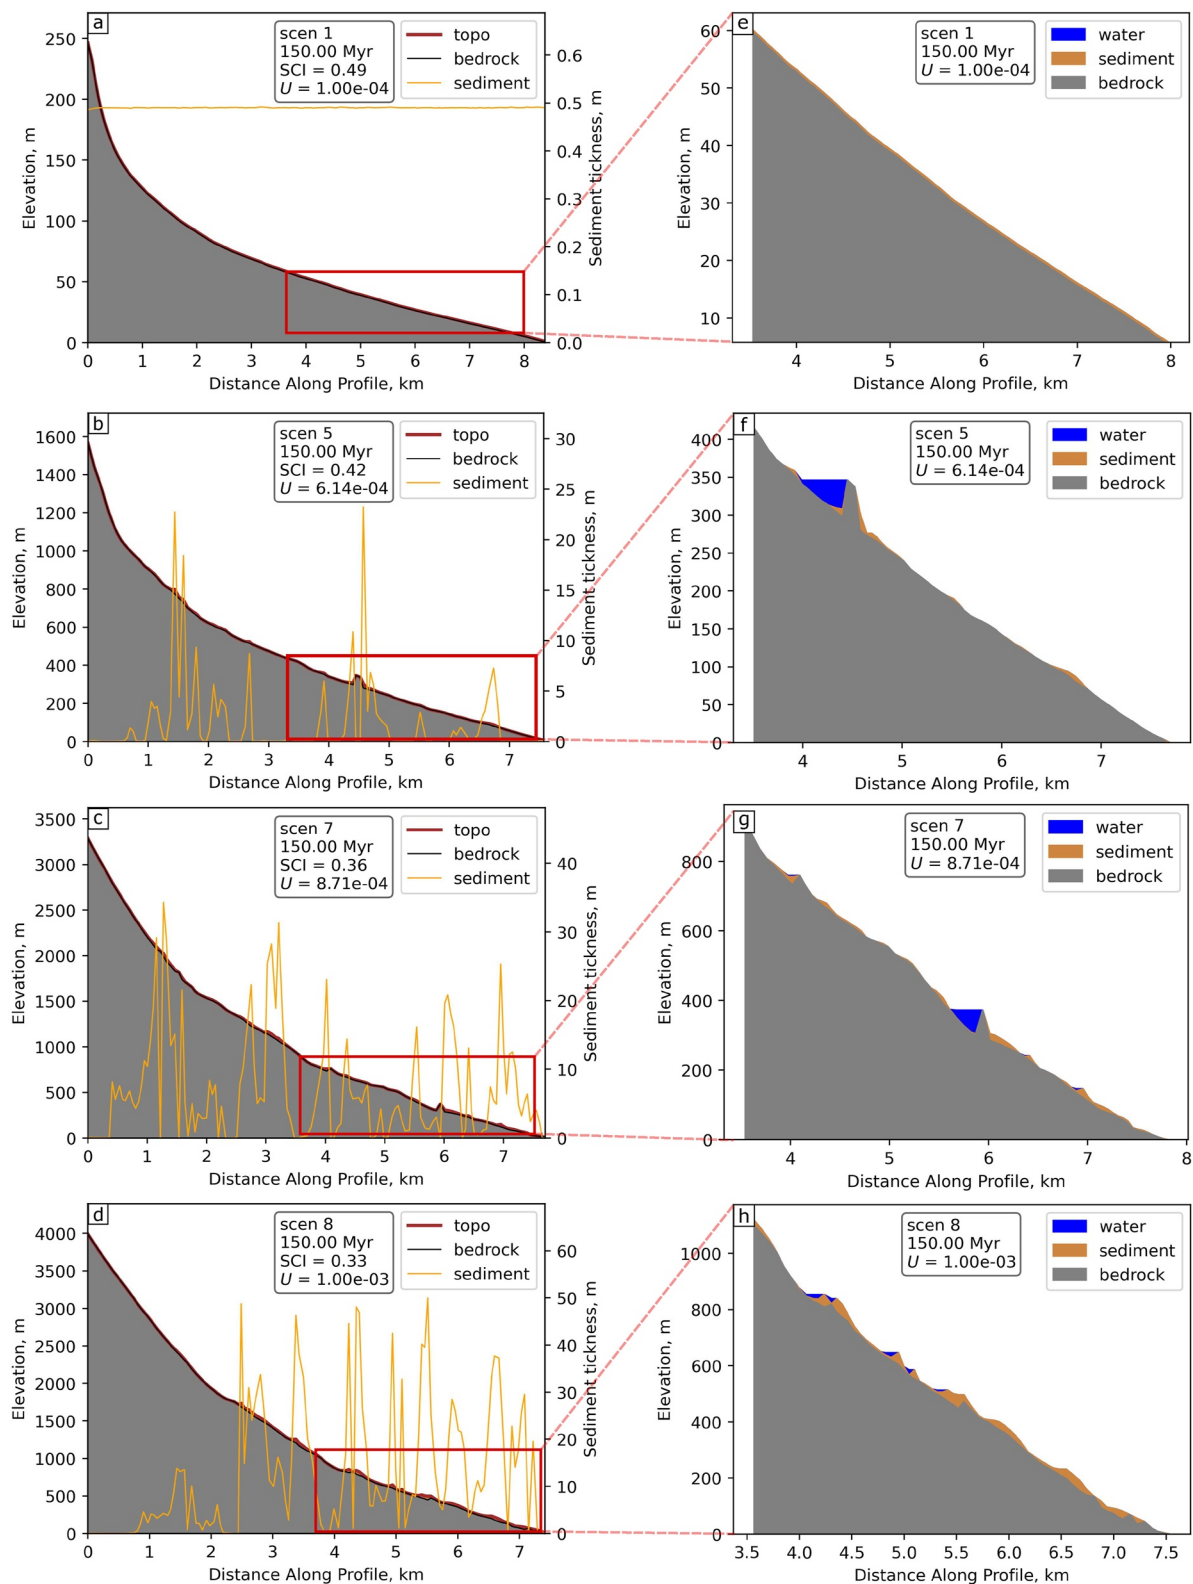 a
scen 1
150.00 Myr
SCI = 0.49
U = 1.00e-04
topo
bedrock
sediment
250
200
150
100
50
0
Elevation, m
0.6
0.5
0.4
0.3
0.2
0.1
0.0
Sediment tickness, m
0 1 2 3 4 5 6 7 8
Distance Along Profile, km
e
scen 1
150.00 Myr
U = 1.00e-04
water
sediment
bedrock
60
50
40
30
20
10
Elevation, m
4 5 6 7 8
Distance Along Profile, km
b
scen 5
150.00 Myr
SCI = 0.42
U = 6.14e-04
topo
bedrock
sediment
1600
1400
1200
1000
800
600
400
200
0
Elevation, m
30
25
20
15
10
5
0
Sediment tickness, m
0 1 2 3 4 5 6 7
Distance Along Profile, km
f
scen 5
150.00 Myr
U = 6.14e-04
water
sediment
bedrock
400
350
300
250
200
150
100
50
0
Elevation, m
4 5 6 7
Distance Along Profile, km
c
scen 7
150.00 Myr
SCI = 0.36
U = 8.71e-04
topo
bedrock
sediment
3500
3000
2500
2000
1500
1000
500
0
Elevation, m
40
30
20
10
0
Sediment tickness, m
0 1 2 3 4 5 6 7
Distance Along Profile, km
g
scen 7
150.00 Myr
U = 8.71e-04
water
sediment
bedrock
800
600
400
200
0
Elevation, m
4 5 6 7 8
Distance Along Profile, km
d
scen 8
150.00 Myr
SCI = 0.33
U = 1.00e-03
topo
bedrock
sediment
4000
3500
3000
2500
2000
1500
1000
500
0
Elevation, m
60
50
40
30
20
10
0
Sediment tickness, m
0 1 2 3 4 5 6 7
Distance Along Profile, km
h
scen 8
150.00 Myr
U = 1.00e-03
water
sediment
bedrock
1000
800
600
400
200
0
Elevation, m
3.5 4.0 4.5 5.0 5.5 6.0 6.5 7.0 7.5
Distance Along Profile, km